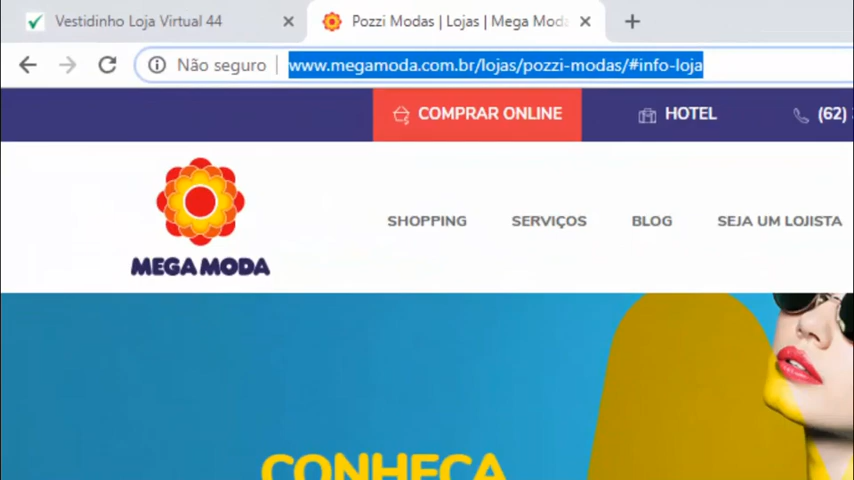 Vestidinho Loja Virtual 44
Pozzi Modas | Lojas | Mega Moda
Não seguro
www.megamoda.com.br/lojas/pozzi-modas/#info-loja
COMPRAR ONLINE
HOTEL
(62)
MEGA MODA
SHOPPING
SERVIÇOS
BLOG
SEJA UM LOJISTA
CONHEÇA